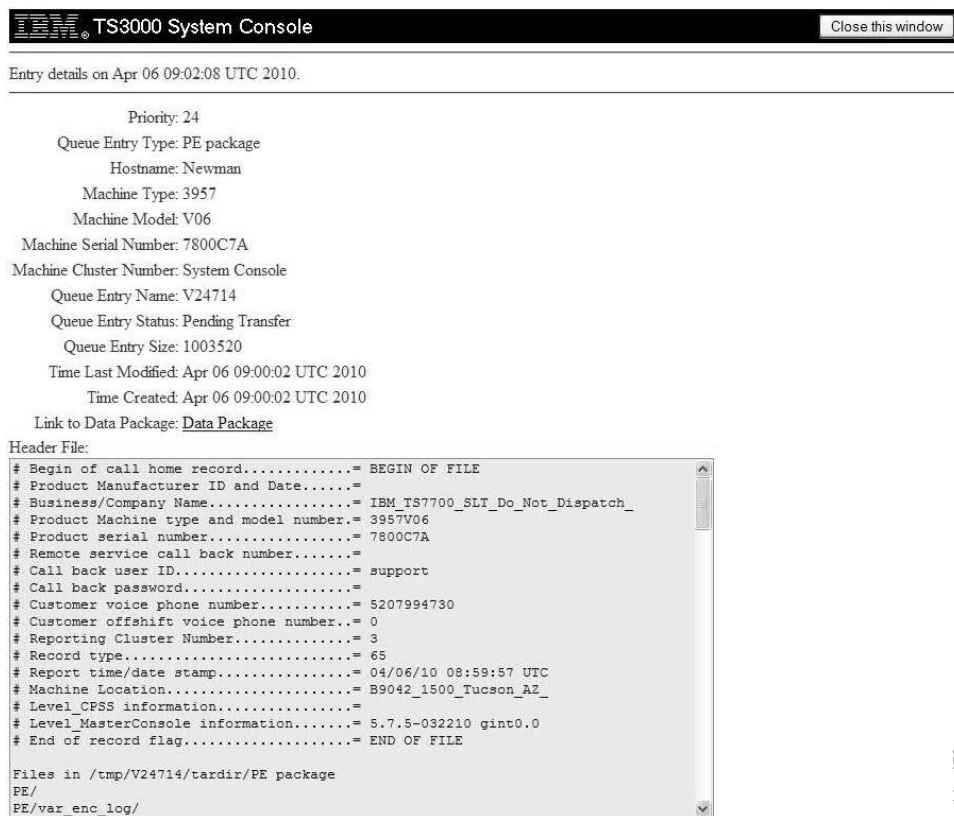 IBM® TS3000 System Console
Close this window
Entry details on Apr 06 09:02:08 UTC 2010.
Priority: 24
Queue Entry Type: PE package
Hostname: Newman
Machine Type: 3957
Machine Model: V06
Machine Serial Number: 7800C7A
Machine Cluster Number: System Console
Queue Entry Name: V24714
Queue Entry Status: Pending Transfer
Queue Entry Size: 1003520
Time Last Modified: Apr 06 09:00:02 UTC 2010
Time Created: Apr 06 09:00:02 UTC 2010
Link to Data Package: Data Package
Header File:
# Begin of call home record.............= BEGIN OF FILE
# Product Manufacturer ID and Date......=
# Business/Company Name.................= IBM_TS7700_SLT_Do_Not_Dispatch_
# Product Machine type and model number.= 3957V06
# Product serial number.................= 7800C7A
# Remote service call back number.......=
# Call back user ID.....................= support
# Call back password....................=
# Customer voice phone number...........= 5207994730
# Customer offshift voice phone number..= 0
# Reporting Cluster Number..............= 3
# Record type...........................= 65
# Report time/date stamp................= 04/06/10 08:59:57 UTC
# Machine Location......................= B9042_1500_Tucson_AZ_
# Level_CPSS information................=
# Level_MasterConsole information.......= 5.7.5-032210 gint0.0
# End of record flag....................= END OF FILE
Files in /tmp/V24714/tardir/PE package
PE/
PE/var_enc_log/